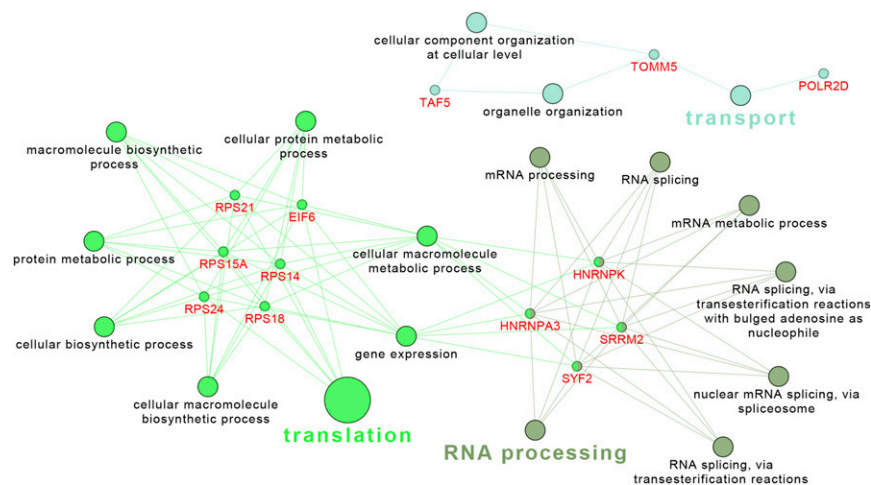 cellular component organization
at cellular level
TOMM5
POLR2D
TAF5
organelle organization
transport
cellular protein metabolic
process
macromolecule biosynthetic
process
mRNA processing
RNA splicing
RPS21
EIF6
mRNA metabolic process
protein metabolic process
RPS15A
RPS14
cellular macromolecule
metabolic process
HNRNPK
RNA splicing, via
transesterification reactions
with bulged adenosine as
nucleophile
RPS24
RPS18
HNRNPA3
SRRM2
cellular biosynthetic process
gene expression
SYF2
cellular macromolecule
biosynthetic process
nuclear mRNA splicing, via
spliceosome
translation
RNA processing
RNA splicing, via
transesterification reactions